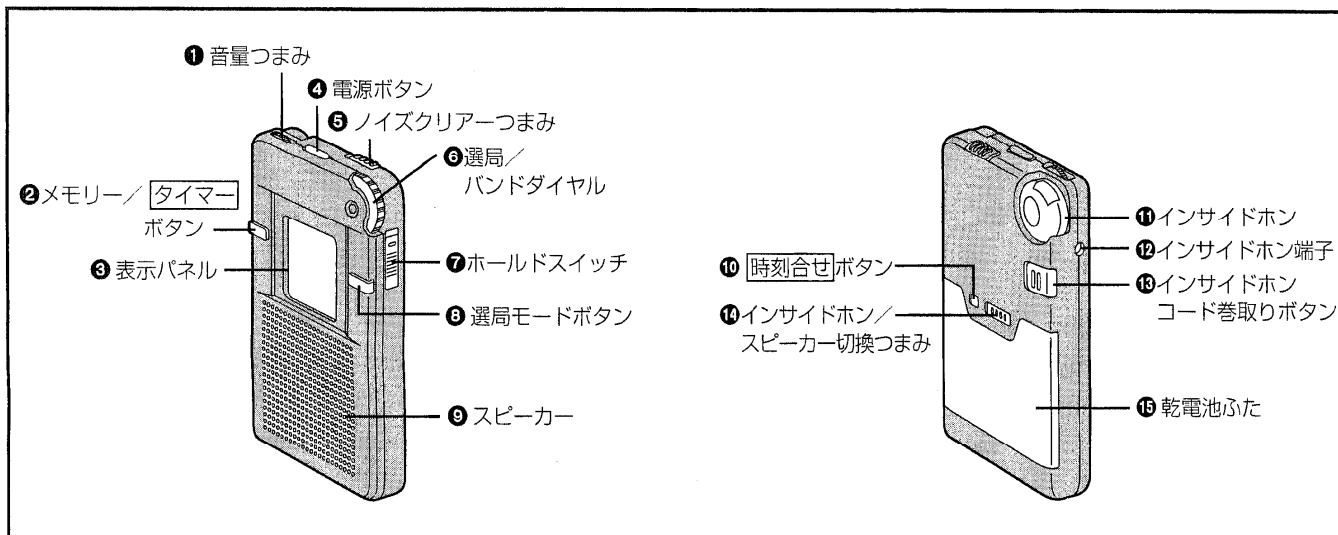 ❶ 音量つまみ
❹ 電源ボタン
❺ ノイズクリアーつまみ
❻選局／
バンドダイヤル
❷メモリー／ タイマー
ボタン
❸ 表示パネル
❼ホールドスイッチ
❽ 選局モードボタン
❾ スピーカー
⓫インサイドホン
⓬インサイドホン端子
❿ 時刻合せ ボタン
⓭インサイドホン
コード巻取りボタン
⓮インサイドホン／
スピーカー切換つまみ
⓯ 乾電池ふた